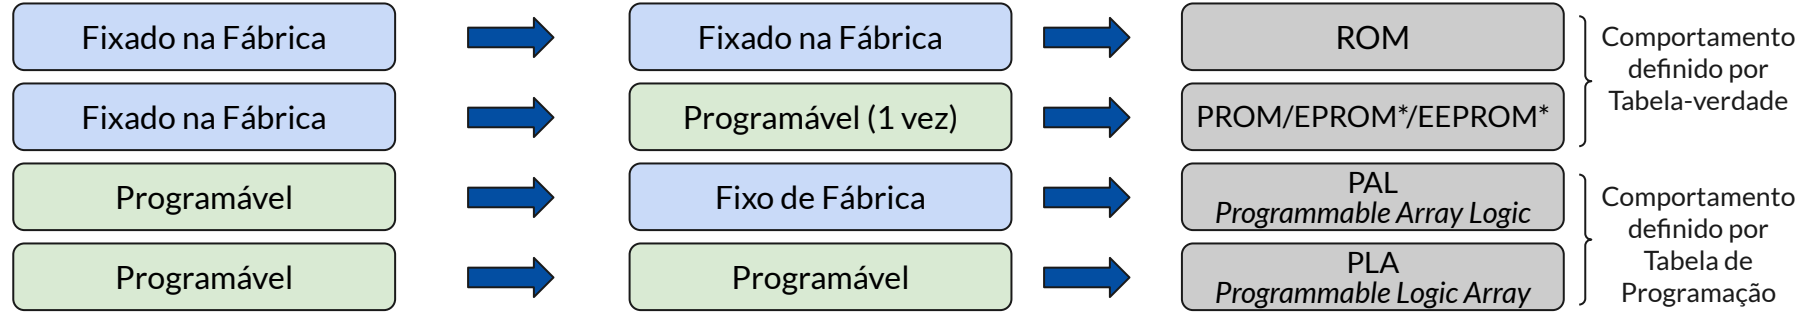 Fixado na Fábrica
Fixado na Fábrica
ROM
Fixado na Fábrica
Programável (1 vez)
PROM/EPROM*/EEPROM*
Comportamento
definido por
Tabela-verdade
Programável
Fixo de Fábrica
PAL
Programmable Array Logic
Programável
Programável
PLA
Programmable Logic Array
Comportamento
definido por
Tabela de
Programação